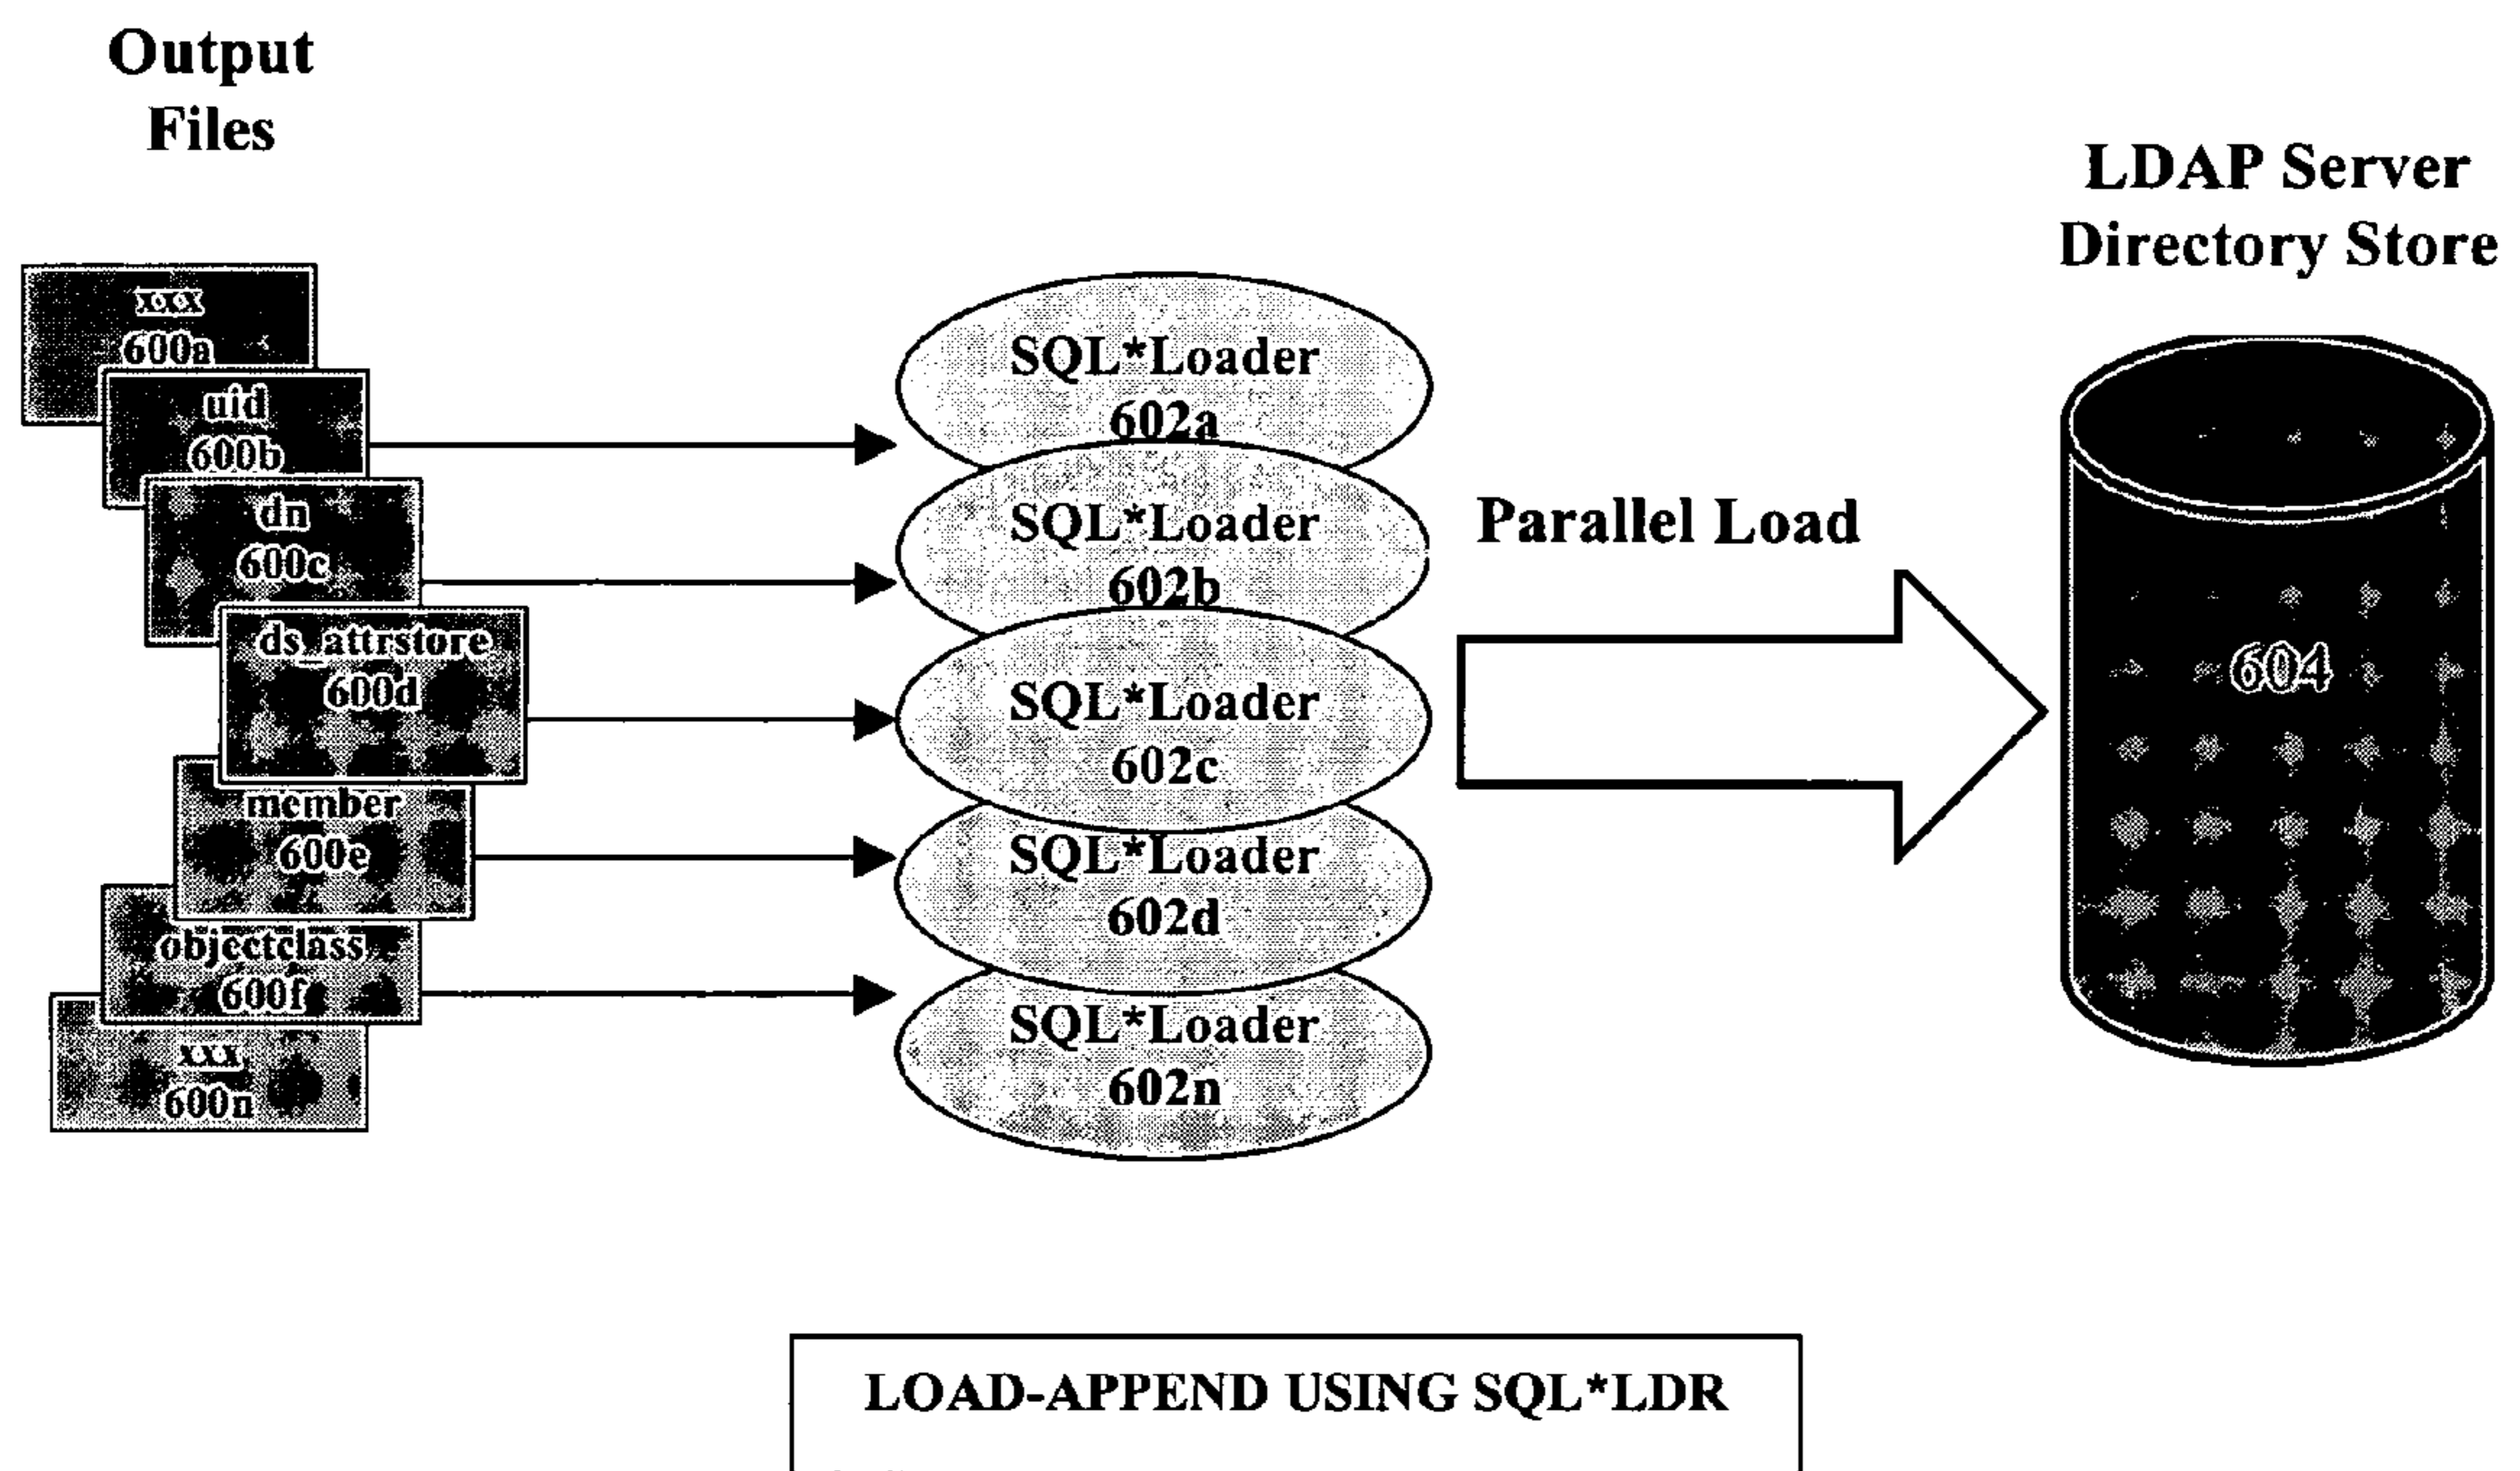 Output
Files
xxx
600a
uid
600b
dn
600c
ds_attrstore
600d
member
600e
objectclass
600f
xxx
600n
SQL*Loader
602a
SQL*Loader
602b
SQL*Loader
602c
SQL*Loader
602d
SQL*Loader
602n
Parallel Load
LDAP Server
Directory Store
604
LOAD-APPEND USING SQL*LDR